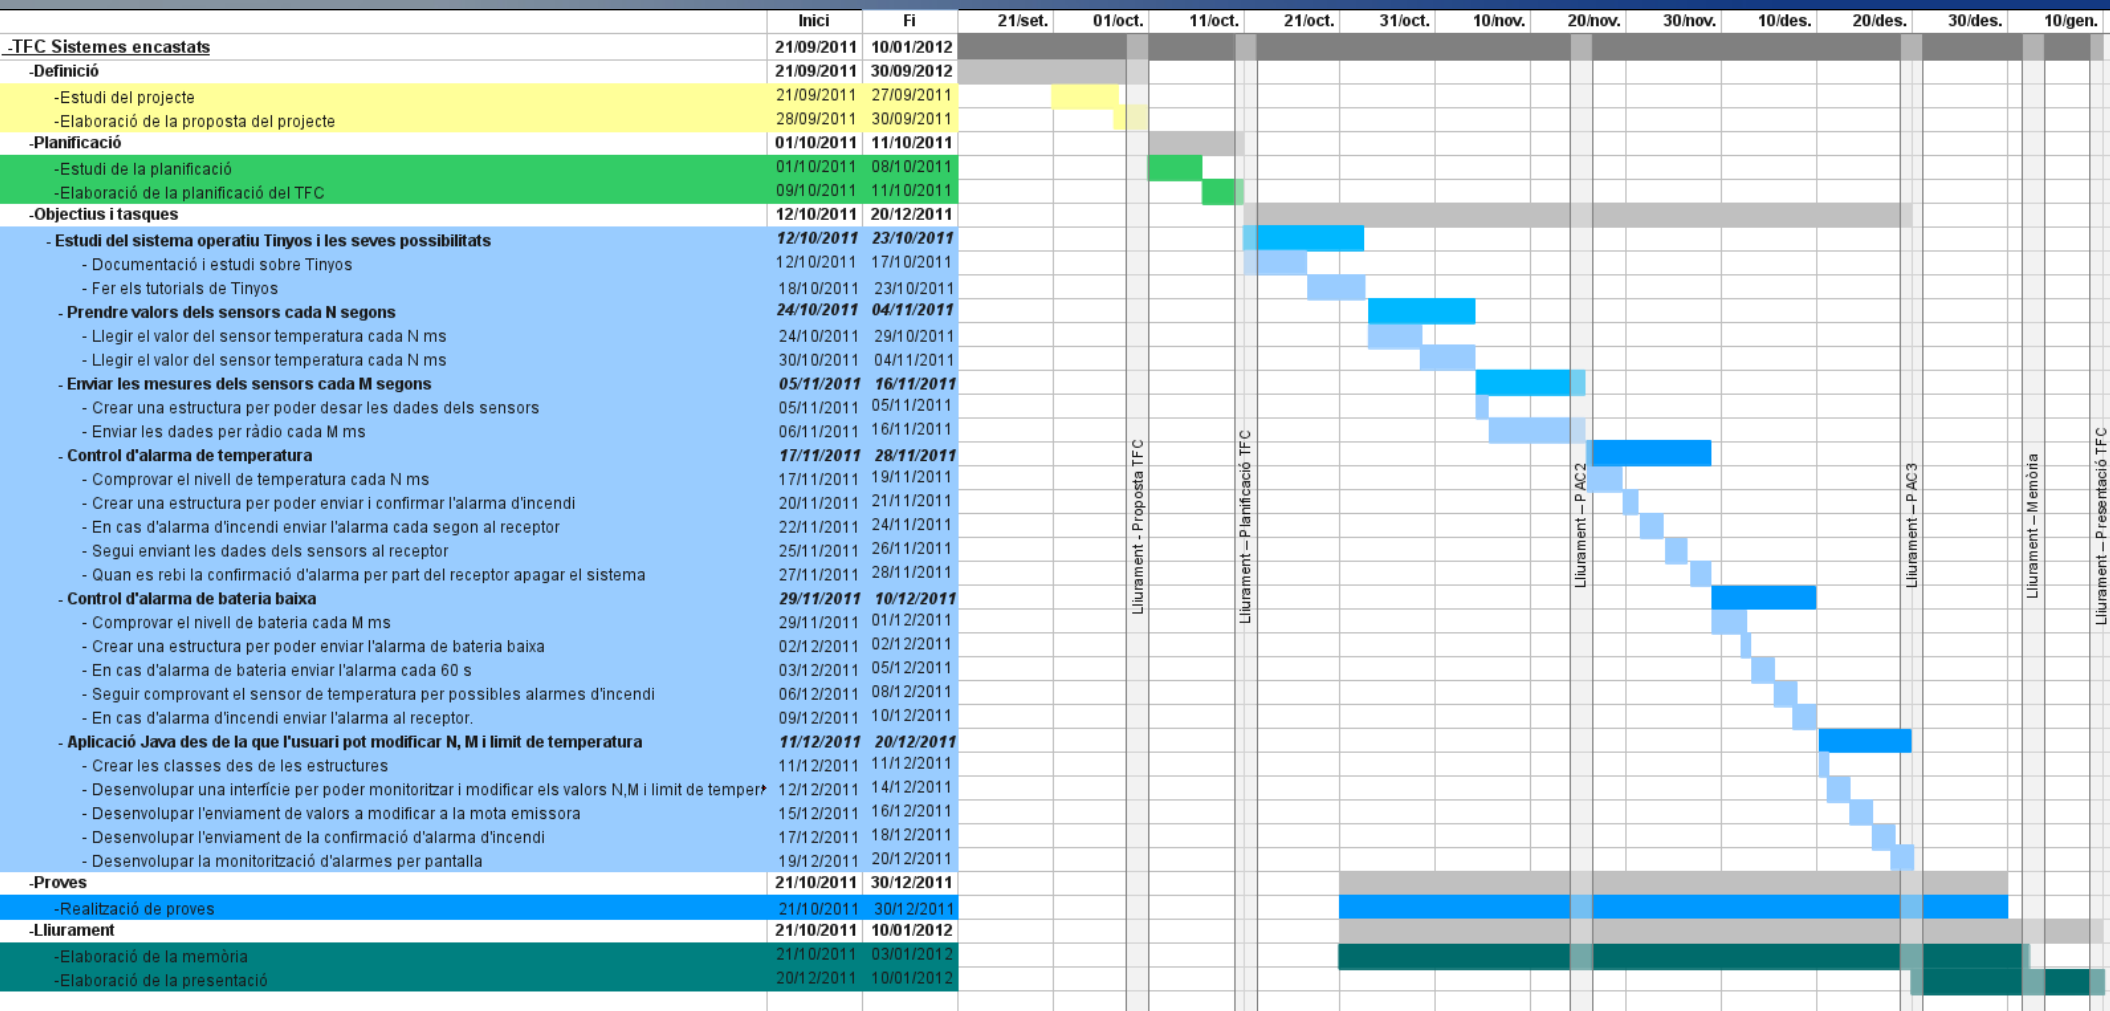 Inici Fi 21/set. 01/oct. 11/oct. 21/oct. 31/oct. 10/nov. 20/nov. 30/nov. 10/des. 20/des. 30/des. 10/gen.
-TFC Sistemes encastats 21/09/2011 10/01/2012
-Definició 21/09/2011 30/09/2012
-Estudi del projecte 21/09/2011 27/09/2011
-Elaboració de la proposta del projecte 28/09/2011 30/09/2011
-Planificació 01/10/2011 11/10/2011
-Estudi de la planificació 01/10/2011 08/10/2011
-Elaboració de la planificació del TFC 09/10/2011 11/10/2011
-Objectius i tasques 12/10/2011 20/12/2011
- Estudi del sistema operatiu Tinyos i les seves possibilitats 12/10/2011 23/10/2011
- Documentació i estudi sobre Tinyos 12/10/2011 17/10/2011
- Fer els tutorials de Tinyos 18/10/2011 23/10/2011
- Prendre valors dels sensors cada N segons 24/10/2011 04/11/2011
- Llegir el valor del sensor temperatura cada N ms 24/10/2011 29/10/2011
- Llegir el valor del sensor temperatura cada N ms 30/10/2011 04/11/2011
- Enviar les mesures dels sensors cada M segons 05/11/2011 16/11/2011
- Crear una estructura per poder desar les dades dels sensors 05/11/2011 05/11/2011
- Enviar les dades per ràdio cada M ms 06/11/2011 16/11/2011
- Control d'alarma de temperatura 17/11/2011 28/11/2011
- Comprovar el nivell de temperatura cada N ms 17/11/2011 19/11/2011
- Crear una estructura per poder enviar i confirmar l'alarma d'incendi 20/11/2011 21/11/2011
- En cas d'alarma d'incendi enviar l'alarma cada segon al receptor 22/11/2011 24/11/2011
- Segui enviant les dades dels sensors al receptor 25/11/2011 26/11/2011
- Quan es rebi la confirmació d'alarma per part del receptor apagar el sistema 27/11/2011 28/11/2011
- Control d'alarma de bateria baixa 29/11/2011 10/12/2011
- Comprovar el nivell de bateria cada M ms 29/11/2011 01/12/2011
- Crear una estructura per poder enviar l'alarma de bateria baixa 02/12/2011 02/12/2011
- En cas d'alarma de bateria enviar l'alarma cada 60 s 03/12/2011 05/12/2011
- Seguir comprovant el sensor de temperatura per possibles alarmes d'incendi 06/12/2011 08/12/2011
- En cas d'alarma d'incendi enviar l'alarma al receptor. 09/12/2011 10/12/2011
- Aplicació Java des de la que l'usuari pot modificar N, M i limit de temperatura 11/12/2011 20/12/2011
- Crear les classes des de les estructures 11/12/2011 11/12/2011
- Desenvolupar una interfície per poder monitoritzar i modificar els valors N,M i limit de temper 12/12/2011 14/12/2011
- Desenvolupar l'enviament de valors a modificar a la mota emissora 15/12/2011 16/12/2011
- Desenvolupar l'enviament de la confirmació d'alarma d'incendi 17/12/2011 18/12/2011
- Desenvolupar la monitorització d'alarmes per pantalla 19/12/2011 20/12/2011
-Proves 21/10/2011 30/12/2011
-Realització de proves 21/10/2011 30/12/2011
-Lliurament 21/10/2011 10/01/2012
-Elaboració de la memòria 21/10/2011 03/01/2012
-Elaboració de la presentació 20/12/2011 10/01/2012
Lliurament - Proposta TFC
Lliurament – Planificació TFC
Lliurament – PAC2
Lliurament – PAC3
Lliurament – Memòria
Lliurament – Presentació TFC